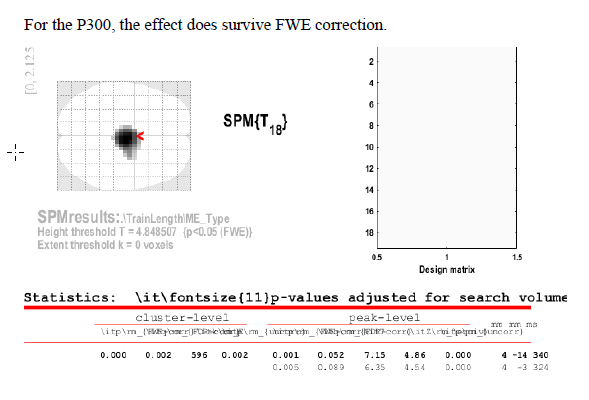 For the P300, the effect does survive FWE correction.
[0, 2.125
SPM{T18}
2
4
6
8
10
12
14
16
18
0.5 1 1.5
Design matrix
SPMresults:.\TrainLength\ME_Type
Height threshold T = 4.848507 {p<0.05 (FWE)}
Extent threshold k = 0 voxels
Statistics: \it\fontsize{11}p-values adjusted for search volume
cluster-level peak-level
mm mm ms
0.000 0.002 596 0.002 0.001 0.052 7.15 4.86 0.000 4 -14 340
0.005 0.089 6.35 4.54 0.000 4 -3 324